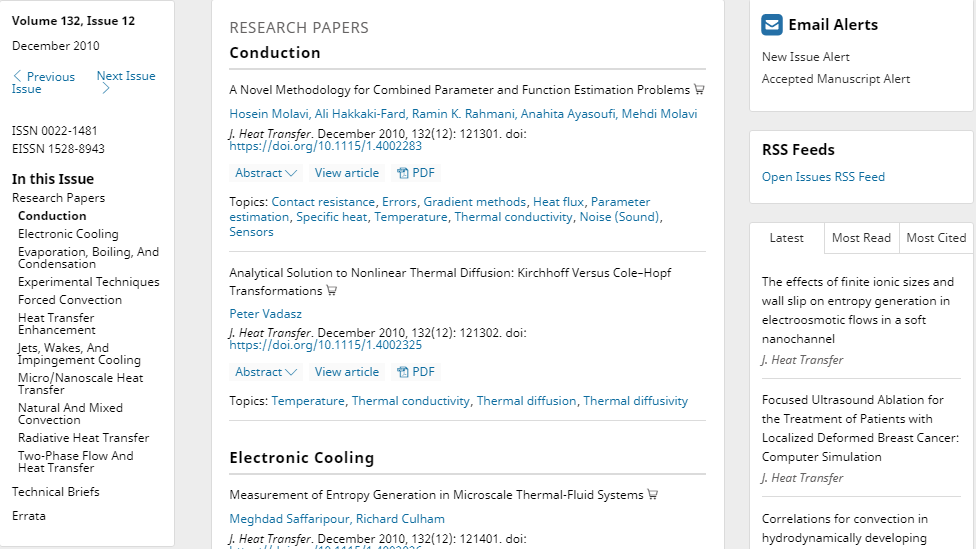 Volume 132, Issue 12
December 2010
Previous Issue
Next Issue
ISSN 0022-1481
EISSN 1528-8943
In this Issue
Research Papers
Conduction
Electronic Cooling
Evaporation, Boiling, And
Condensation
Experimental Techniques
Forced Convection
Heat Transfer
Enhancement
Jets, Wakes, And
Impingement Cooling
Micro/Nanoscale Heat
Transfer
Natural And Mixed
Convection
Radiative Heat Transfer
Two-Phase Flow And
Heat Transfer
Technical Briefs
Errata
RESEARCH PAPERS
Conduction
A Novel Methodology for Combined Parameter and Function Estimation Problems
Hosein Molavi, Ali Hakkaki-Fard, Ramin K. Rahmani, Anahita Ayasoufi, Mehdi Molavi
J. Heat Transfer. December 2010, 132(12): 121301. doi:
https://doi.org/10.1115/1.4002283
Abstract View article PDF
Topics: Contact resistance, Errors, Gradient methods, Heat flux, Parameter
estimation, Specific heat, Temperature, Thermal conductivity, Noise (Sound),
Sensors
Analytical Solution to Nonlinear Thermal Diffusion: Kirchhoff Versus Cole–Hopf
Transformations
Peter Vadasz
J. Heat Transfer. December 2010, 132(12): 121302. doi:
https://doi.org/10.1115/1.4002325
Abstract View article PDF
Topics: Temperature, Thermal conductivity, Thermal diffusion, Thermal diffusivity
Electronic Cooling
Measurement of Entropy Generation in Microscale Thermal-Fluid Systems
Meghdad Saffaripour, Richard Culham
J. Heat Transfer. December 2010, 132(12): 121401. doi:
Email Alerts
New Issue Alert
Accepted Manuscript Alert
RSS Feeds
Open Issues RSS Feed
Latest Most Read Most Cited
The effects of finite ionic sizes and
wall slip on entropy generation in
electroosmotic flows in a soft
nanochannel
J. Heat Transfer
Focused Ultrasound Ablation for
the Treatment of Patients with
Localized Deformed Breast Cancer:
Computer Simulation
J. Heat Transfer
Correlations for convection in
hydrodynamically developing